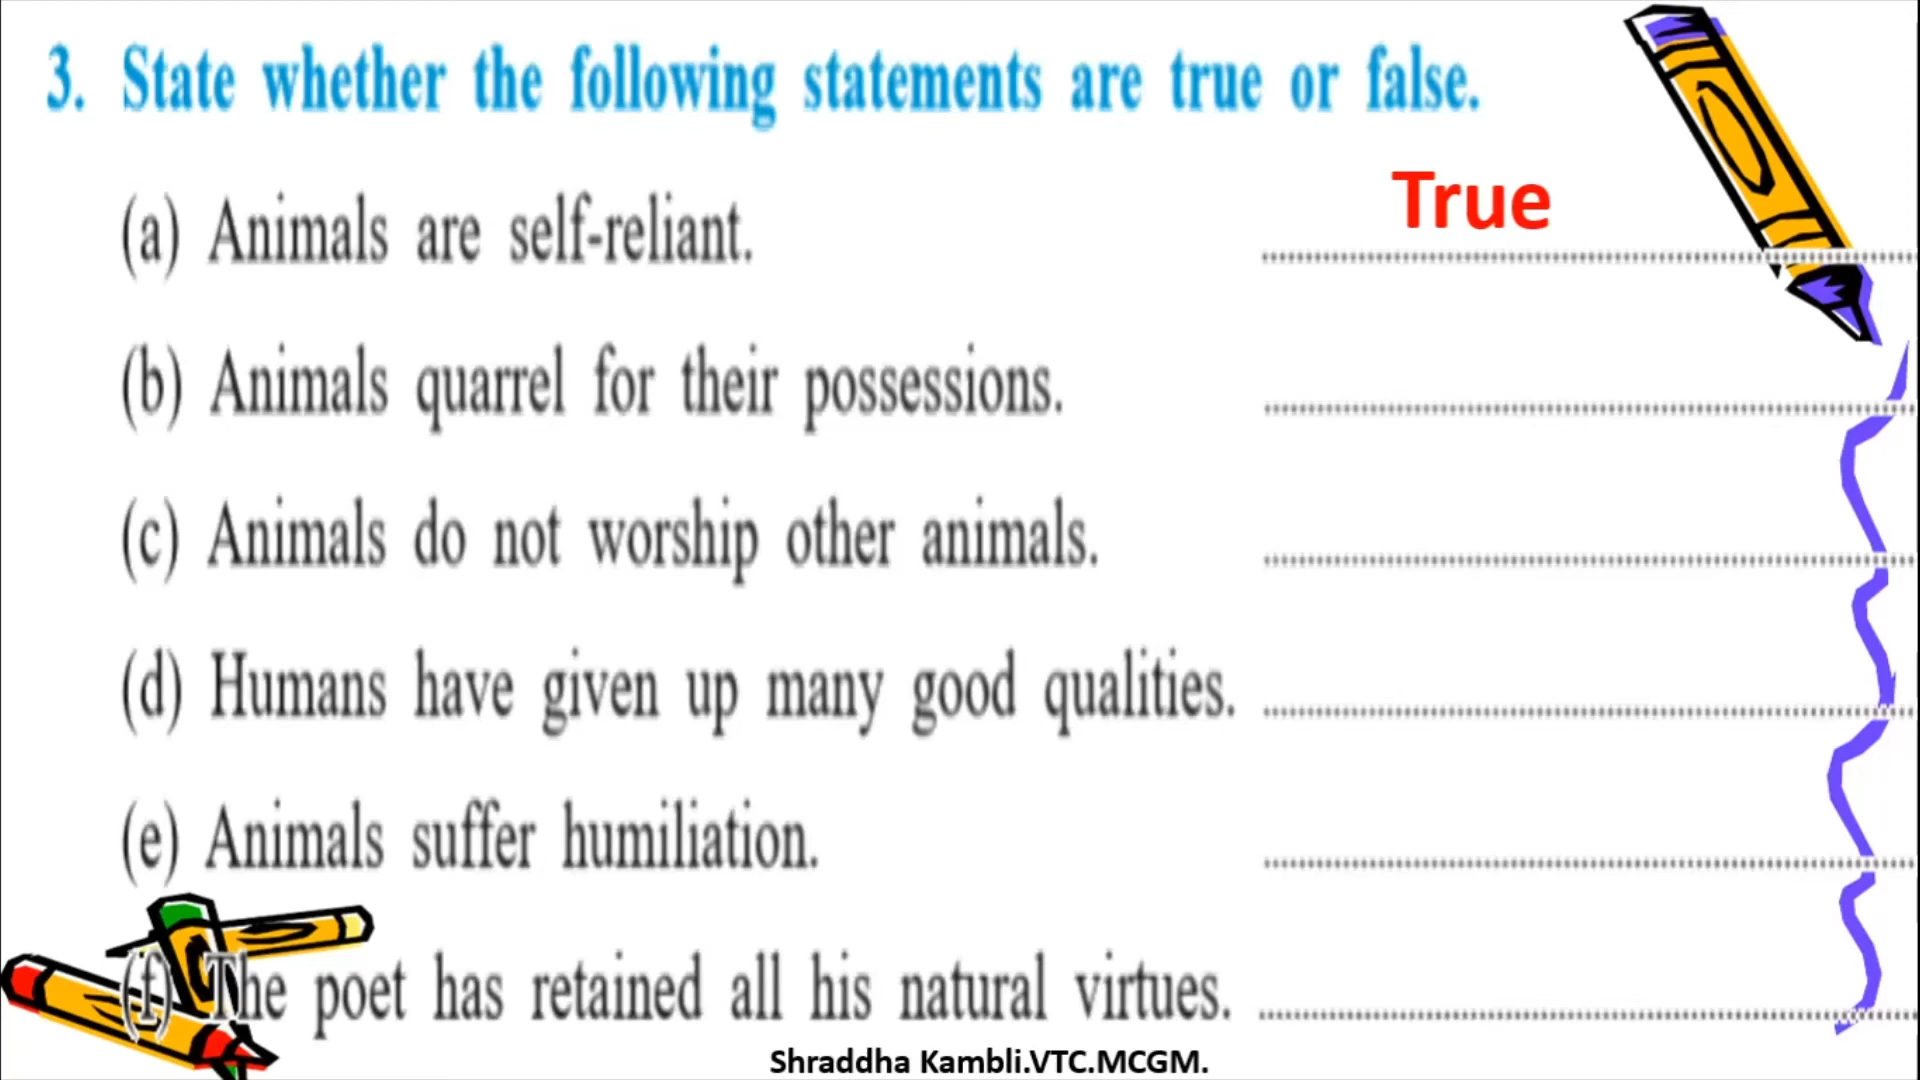 3. State whether the following statements are true or false.
(a) Animals are self-reliant. True
(b) Animals quarrel for their possessions.
(c) Animals do not worship other animals.
(d) Humans have given up many good qualities.
(e) Animals suffer humiliation.
(f) The poet has retained all his natural virtues.
Shraddha Kambli.VTC.MCGM.